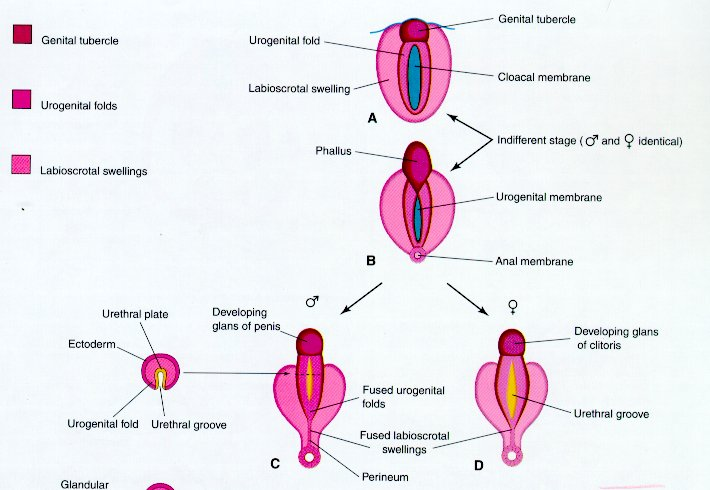 Genital tubercle
Urogenital folds
Labioscrotal swellings
Genital tubercle
Urogenital fold
Cloacal membrane
Labioscrotal swelling
A
Indifferent stage (♂ and ♀ identical)
Phallus
Urogenital membrane
B
Anal membrane
♂
♀
Urethral plate
Developing
glans of penis
Ectoderm
Developing glans
of clitoris
Fused urogenital
folds
Urogenital fold
Urethral groove
Urethral groove
Fused labioscrotal
swellings
C
D
Perineum
Glandular